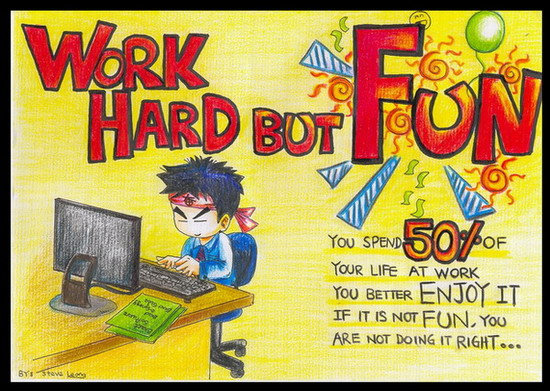 WORK
HARD BUT
FUN
YOU SPEND 50% OF
YOUR LIFE AT WORK
YOU BETTER ENJOY IT
IF IT IS NOT FUN, YOU
ARE NOT DOING IT RIGHT...
BY: Steve Leong